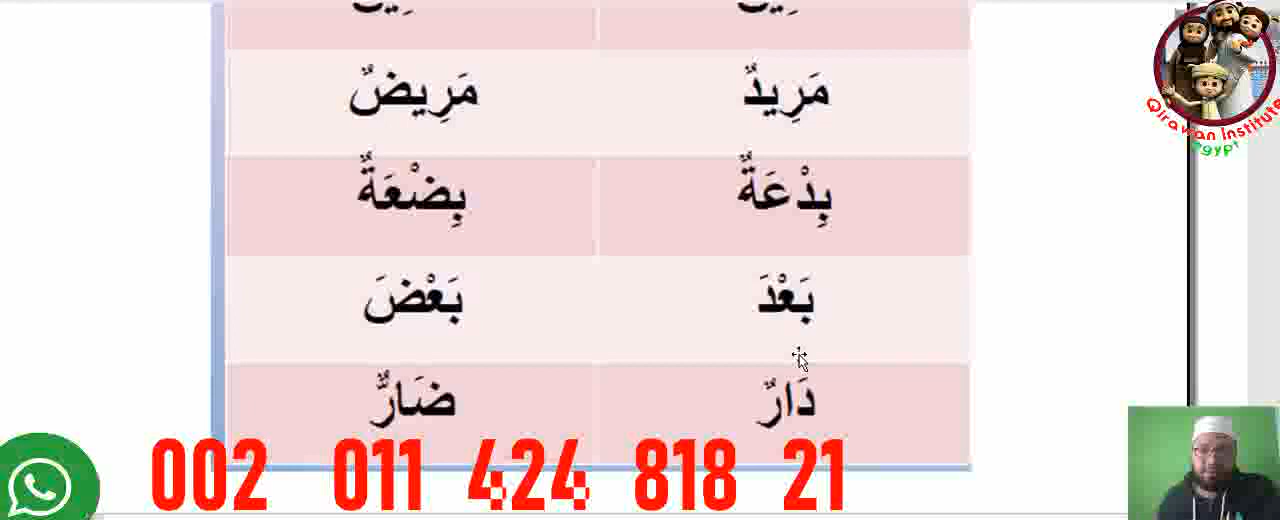 مَرِيدٌ مَرِيضٌ
بِدْعَةٌ بِضْعَةٌ
بَعْدَ بَعْضَ
دَارٌ ضَارٌّ
002 011 424 818 21
Qirawan Institute
egypt